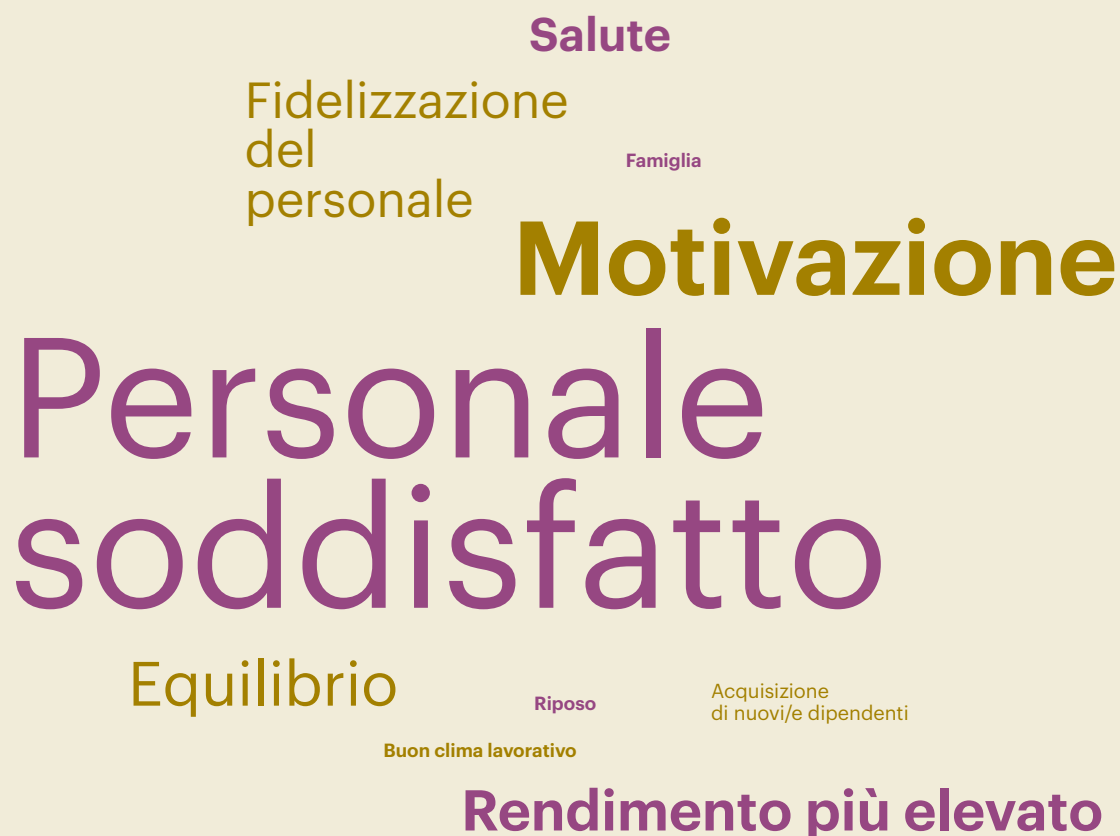 Salute
Fidelizzazione
del
personale
Famiglia
Motivazione
Personale
soddisfatto
Equilibrio
Riposo
Acquisizione
di nuovi/e dipendenti
Buon clima lavorativo
Rendimento più elevato